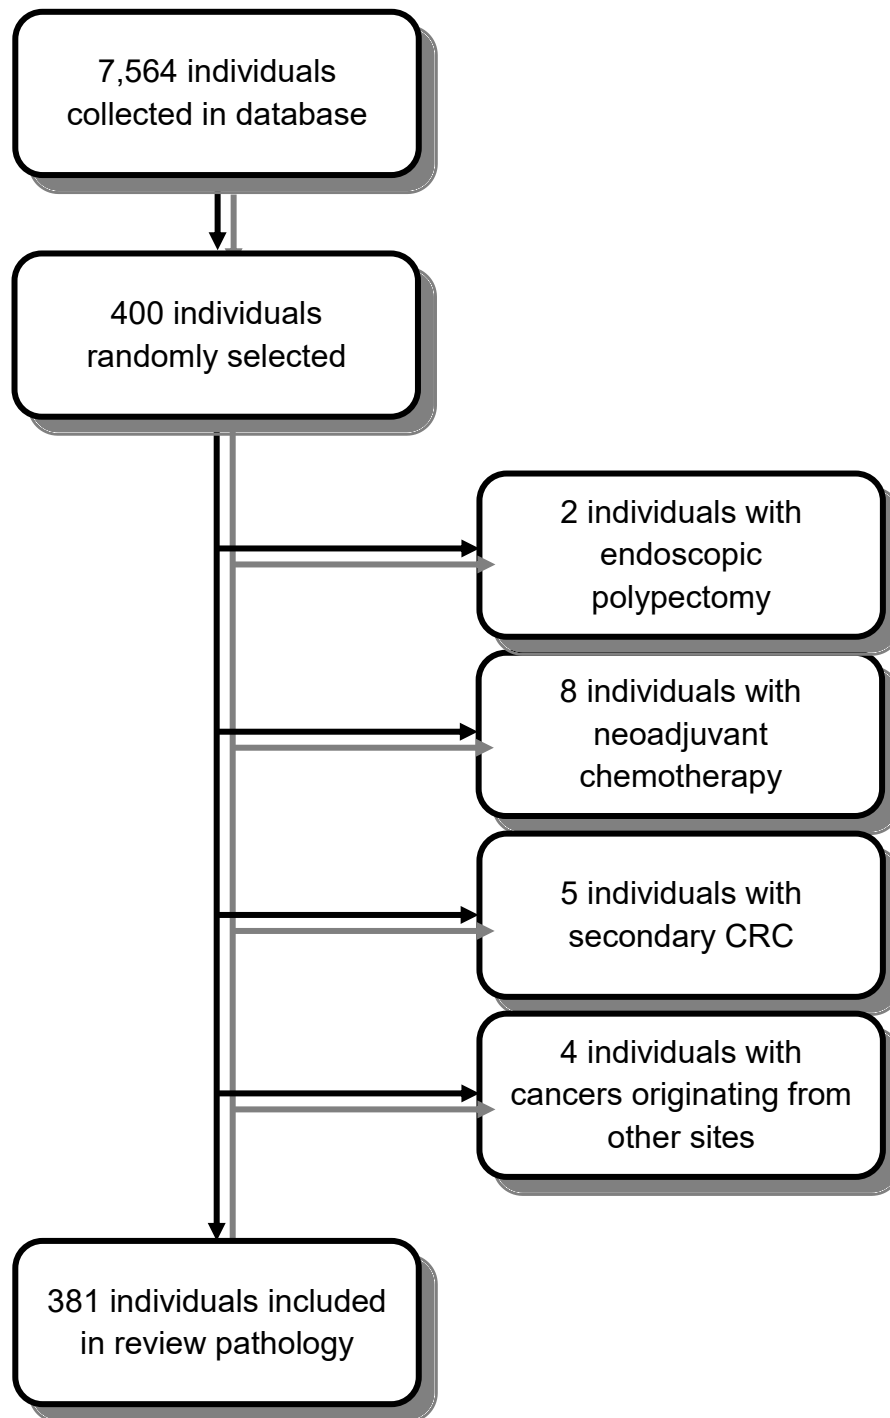 7,564 individuals
collected in database
400 individuals
randomly selected
2 individuals with
endoscopic
polypectomy
8 individuals with
neoadjuvant
chemotherapy
5 individuals with
secondary CRC
4 individuals with
cancers originating from
other sites
381 individuals included
in review pathology